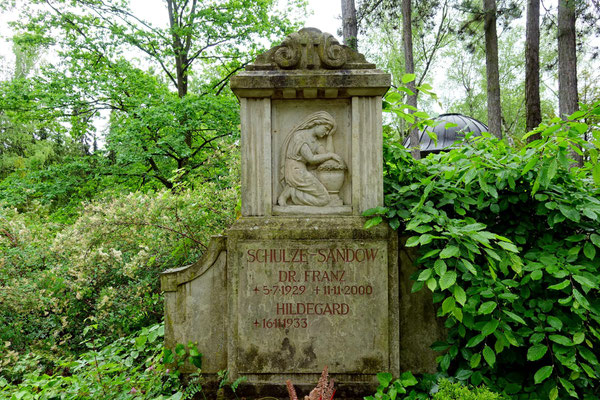 SCHULZE-SANDOW
DR. FRANZ
+5·7·1929 +11·11·2000
HILDEGARD
+16·11·1933